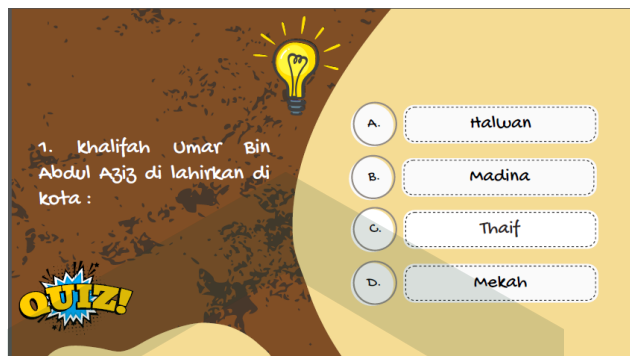 1. khalifah Umar Bin
Abdul Aziz di lahirkan di
kota :
A. Halwan
B. Madina
C. Thaif
D. Mekah
QUIZ!